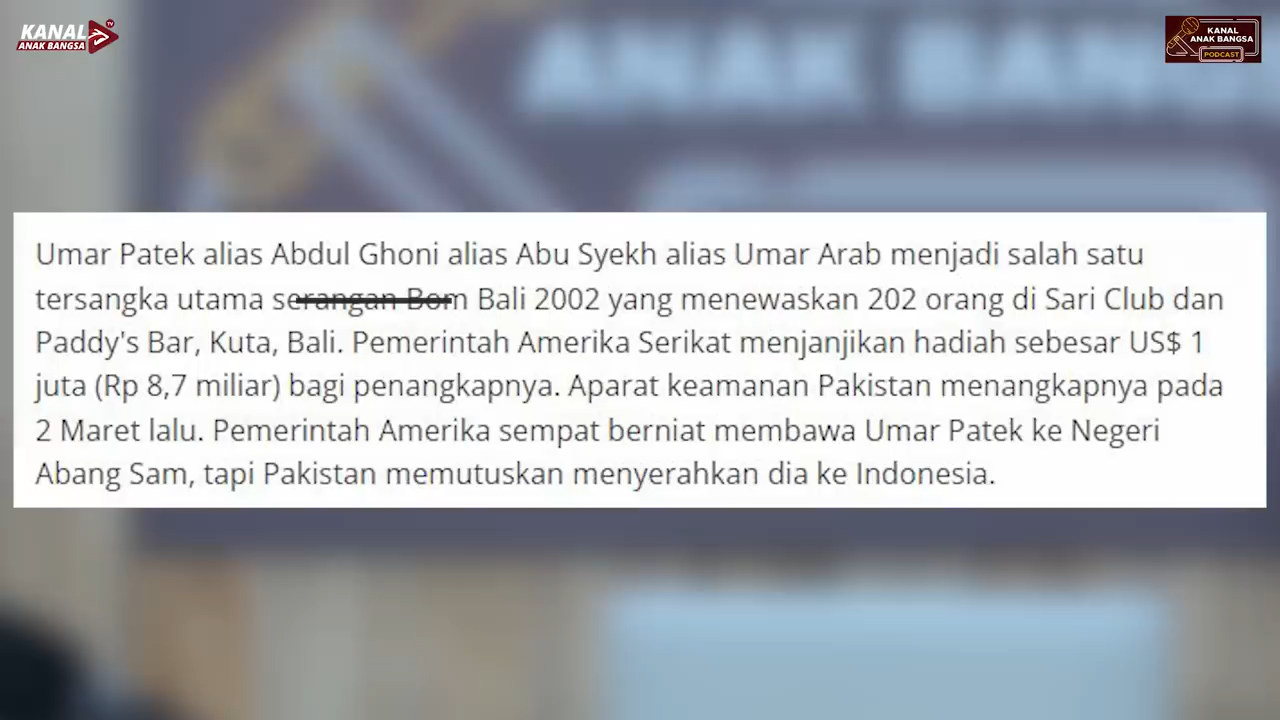 KANAL TV
ANAK BANGSA
KANAL
ANAK BANGSA
PODCAST
ANAK BANGS
Umar Patek alias Abdul Ghoni alias Abu Syekh alias Umar Arab menjadi salah satu
tersangka utama serangan Bom Bali 2002 yang menewaskan 202 orang di Sari Club dan
Paddy's Bar, Kuta, Bali. Pemerintah Amerika Serikat menjanjikan hadiah sebesar US$ 1
juta (Rp 8,7 miliar) bagi penangkapnya. Aparat keamanan Pakistan menangkapnya pada
2 Maret lalu. Pemerintah Amerika sempat berniat membawa Umar Patek ke Negeri
Abang Sam, tapi Pakistan memutuskan menyerahkan dia ke Indonesia.